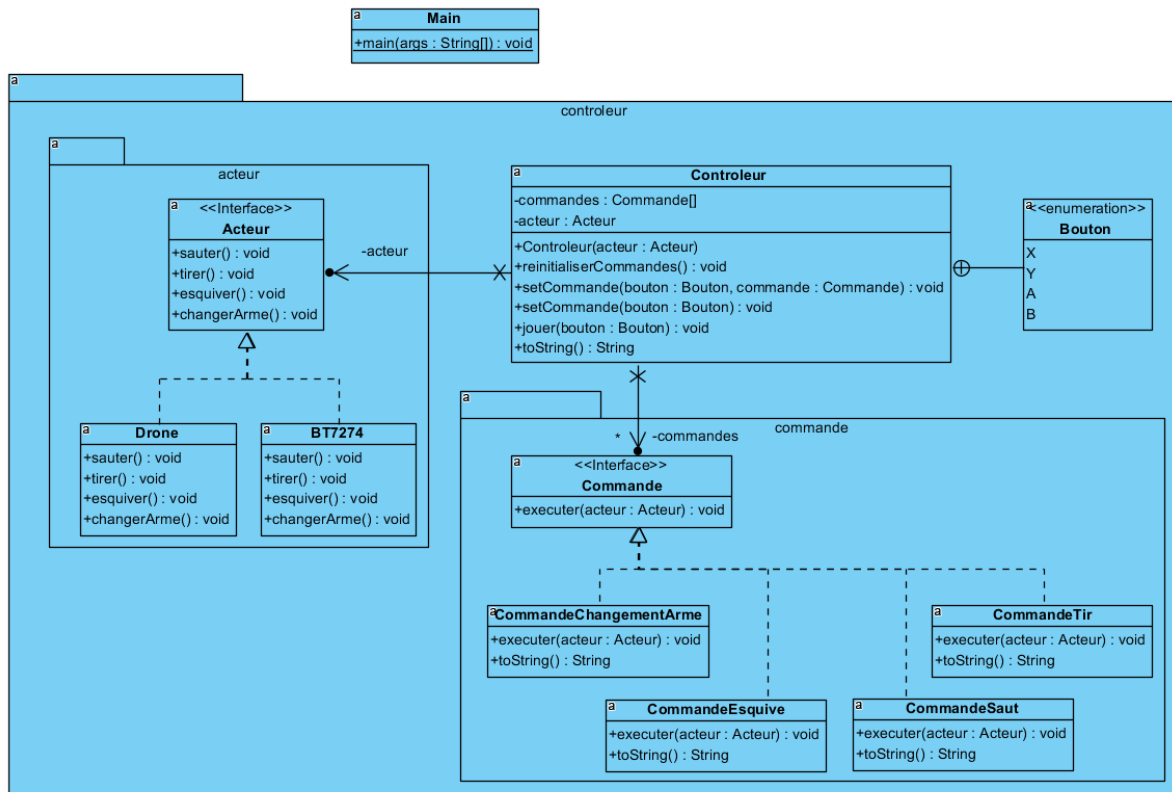 a
Main
+main(args : String[]) : void
a
controleur
a
acteur
a
<<Interface>>
Acteur
+sauter() : void
+tirer() : void
+esquiver() : void
+changerArme() : void
-acteur
a
Controleur
-commandes : Commande[]
-acteur : Acteur
+Controleur(acteur : Acteur)
+reinitialiserCommandes() : void
+setCommande(bouton : Bouton, commande : Commande) : void
+setCommande(bouton : Bouton) : void
+jouer(bouton : Bouton) : void
+toString() : String
a
<<enumeration>>
Bouton
X
Y
A
B
a
Drone
+sauter() : void
+tirer() : void
+esquiver() : void
+changerArme() : void
a
BT7274
+sauter() : void
+tirer() : void
+esquiver() : void
+changerArme() : void
a
commande
* -commandes
a
<<Interface>>
Commande
+executer(acteur : Acteur) : void
a
CommandeChangementArme
+executer(acteur : Acteur) : void
+toString() : String
a
CommandeTir
+executer(acteur : Acteur) : void
+toString() : String
a
CommandeEsquive
+executer(acteur : Acteur) : void
+toString() : String
a
CommandeSaut
+executer(acteur : Acteur) : void
+toString() : String